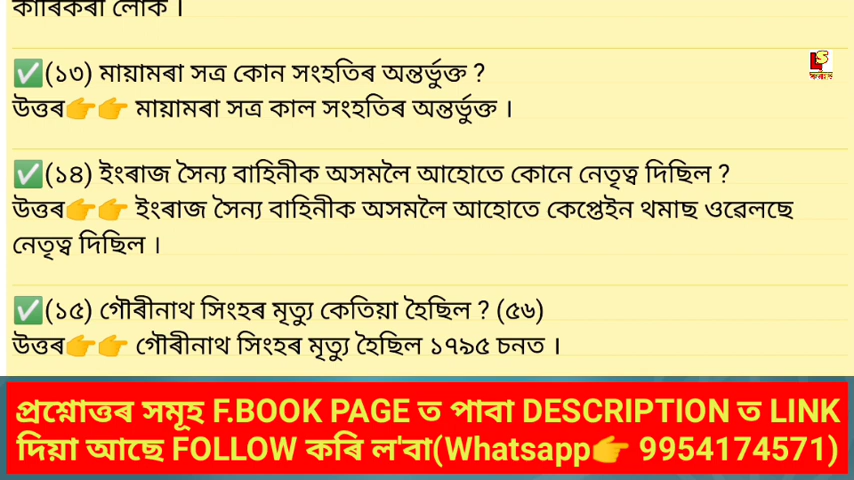 কাৰিকৰী লোক ।
✅(১৩) মায়ামৰা সত্ৰ কোন সংহতিৰ অন্তৰ্ভুক্ত ?
উত্তৰ👉👉 মায়ামৰা সত্ৰ কাল সংহতিৰ অন্তৰ্ভুক্ত ।
✅(১৪) ইংৰাজ সৈন্য বাহিনীক অসমলৈ আহোতে কোনে নেতৃত্ব দিছিল ?
উত্তৰ👉👉 ইংৰাজ সৈন্য বাহিনীক অসমলৈ আহোতে কেপ্তেইন থমাছ ওৱেলছে
নেতৃত্ব দিছিল ।
✅(১৫) গৌৰীনাথ সিংহৰ মৃত্যু কেতিয়া হৈছিল ? (৫৬)
উত্তৰ👉👉 গৌৰীনাথ সিংহৰ মৃত্যু হৈছিল ১৭৯৫ চনত ।
প্ৰশ্নোত্তৰ সমূহ F.BOOK PAGE ত পাবা DESCRIPTION ত LINK
দিয়া আছে FOLLOW কৰি ল'বা(Whatsapp👉 9954174571)